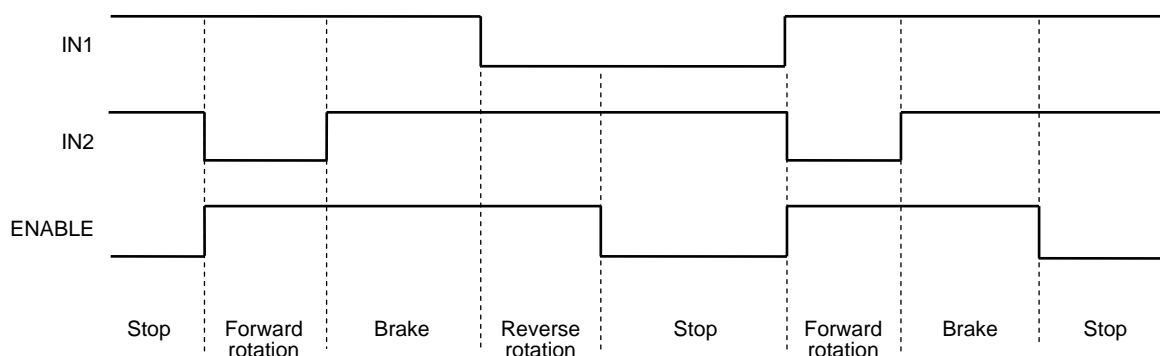 IN1
IN2
ENABLE
Stop
Forward
rotation
Brake
Reverse
rotation
Stop
Forward
rotation
Brake
Stop